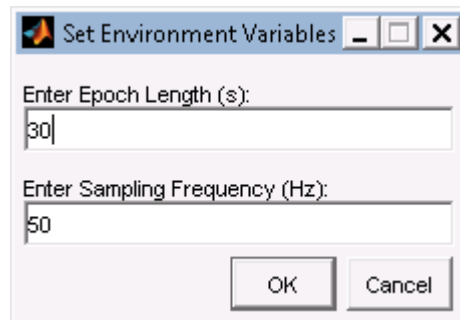 Set Environment Variables
Enter Epoch Length (s):
30
Enter Sampling Frequency (Hz):
50
OK Cancel